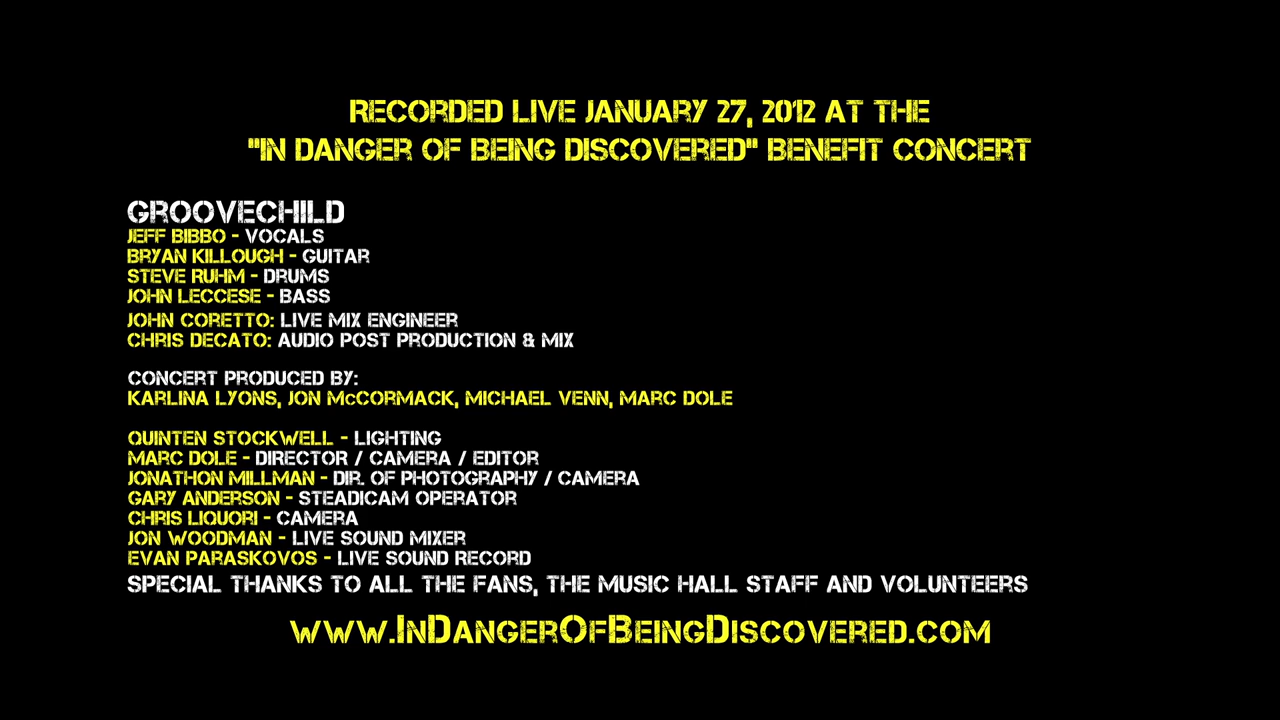 RECORDED LIVE JANUARY 27, 2012 AT THE
"IN DANGER OF BEING DISCOVERED" BENEFIT CONCERT
GROOVECHILD
JEFF BIBBO - VOCALS
BRYAN KILLOUGH - GUITAR
STEVE RUHM - DRUMS
JOHN LECCESE - BASS
JOHN CORETTO: LIVE MIX ENGINEER
CHRIS DECATO: AUDIO POST PRODUCTION & MIX
CONCERT PRODUCED BY:
KARLINA LYONS, JON McCORMACK, MICHAEL VENN, MARC DOLE
QUINTEN STOCKWELL - LIGHTING
MARC DOLE - DIRECTOR / CAMERA / EDITOR
JONATHON MILLMAN - DIR. OF PHOTOGRAPHY / CAMERA
GARY ANDERSON - STEADICAM OPERATOR
CHRIS LIQUORI - CAMERA
JON WOODMAN - LIVE SOUND MIXER
EVAN PARASKOVOS - LIVE SOUND RECORD
SPECIAL THANKS TO ALL THE FANS, THE MUSIC HALL STAFF AND VOLUNTEERS
WWW.INDANGEROFBEINGDISCOVERED.COM